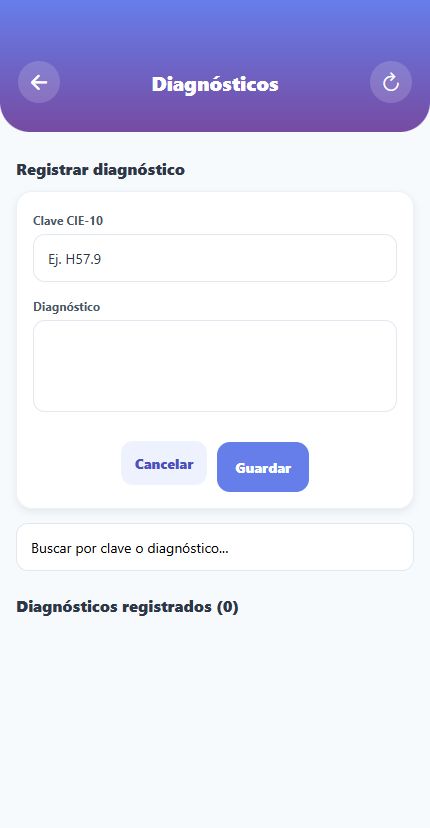 Diagnósticos
Registrar diagnóstico
Clave CIE-10
Ej. H57.9
Diagnóstico
Cancelar
Guardar
Buscar por clave o diagnóstico...
Diagnósticos registrados (0)